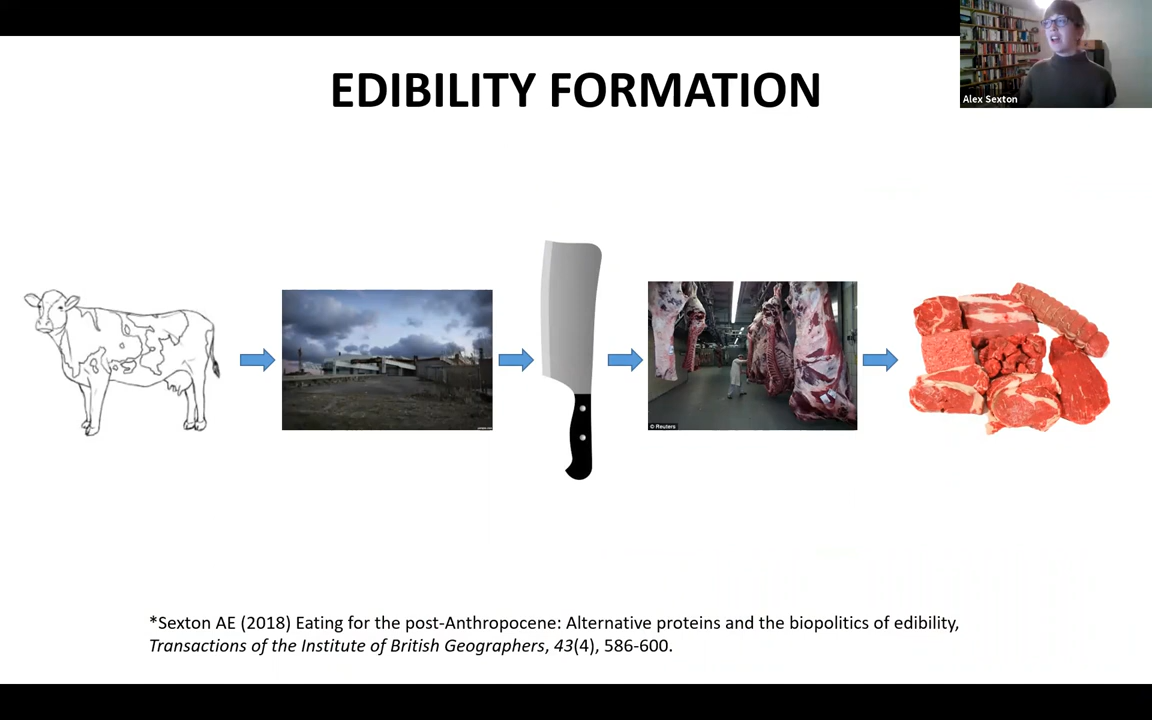 EDIBILITY FORMATION
Alex Sexton
© Reuters
*Sexton AE (2018) Eating for the post-Anthropocene: Alternative proteins and the biopolitics of edibility,
Transactions of the Institute of British Geographers, 43(4), 586-600.